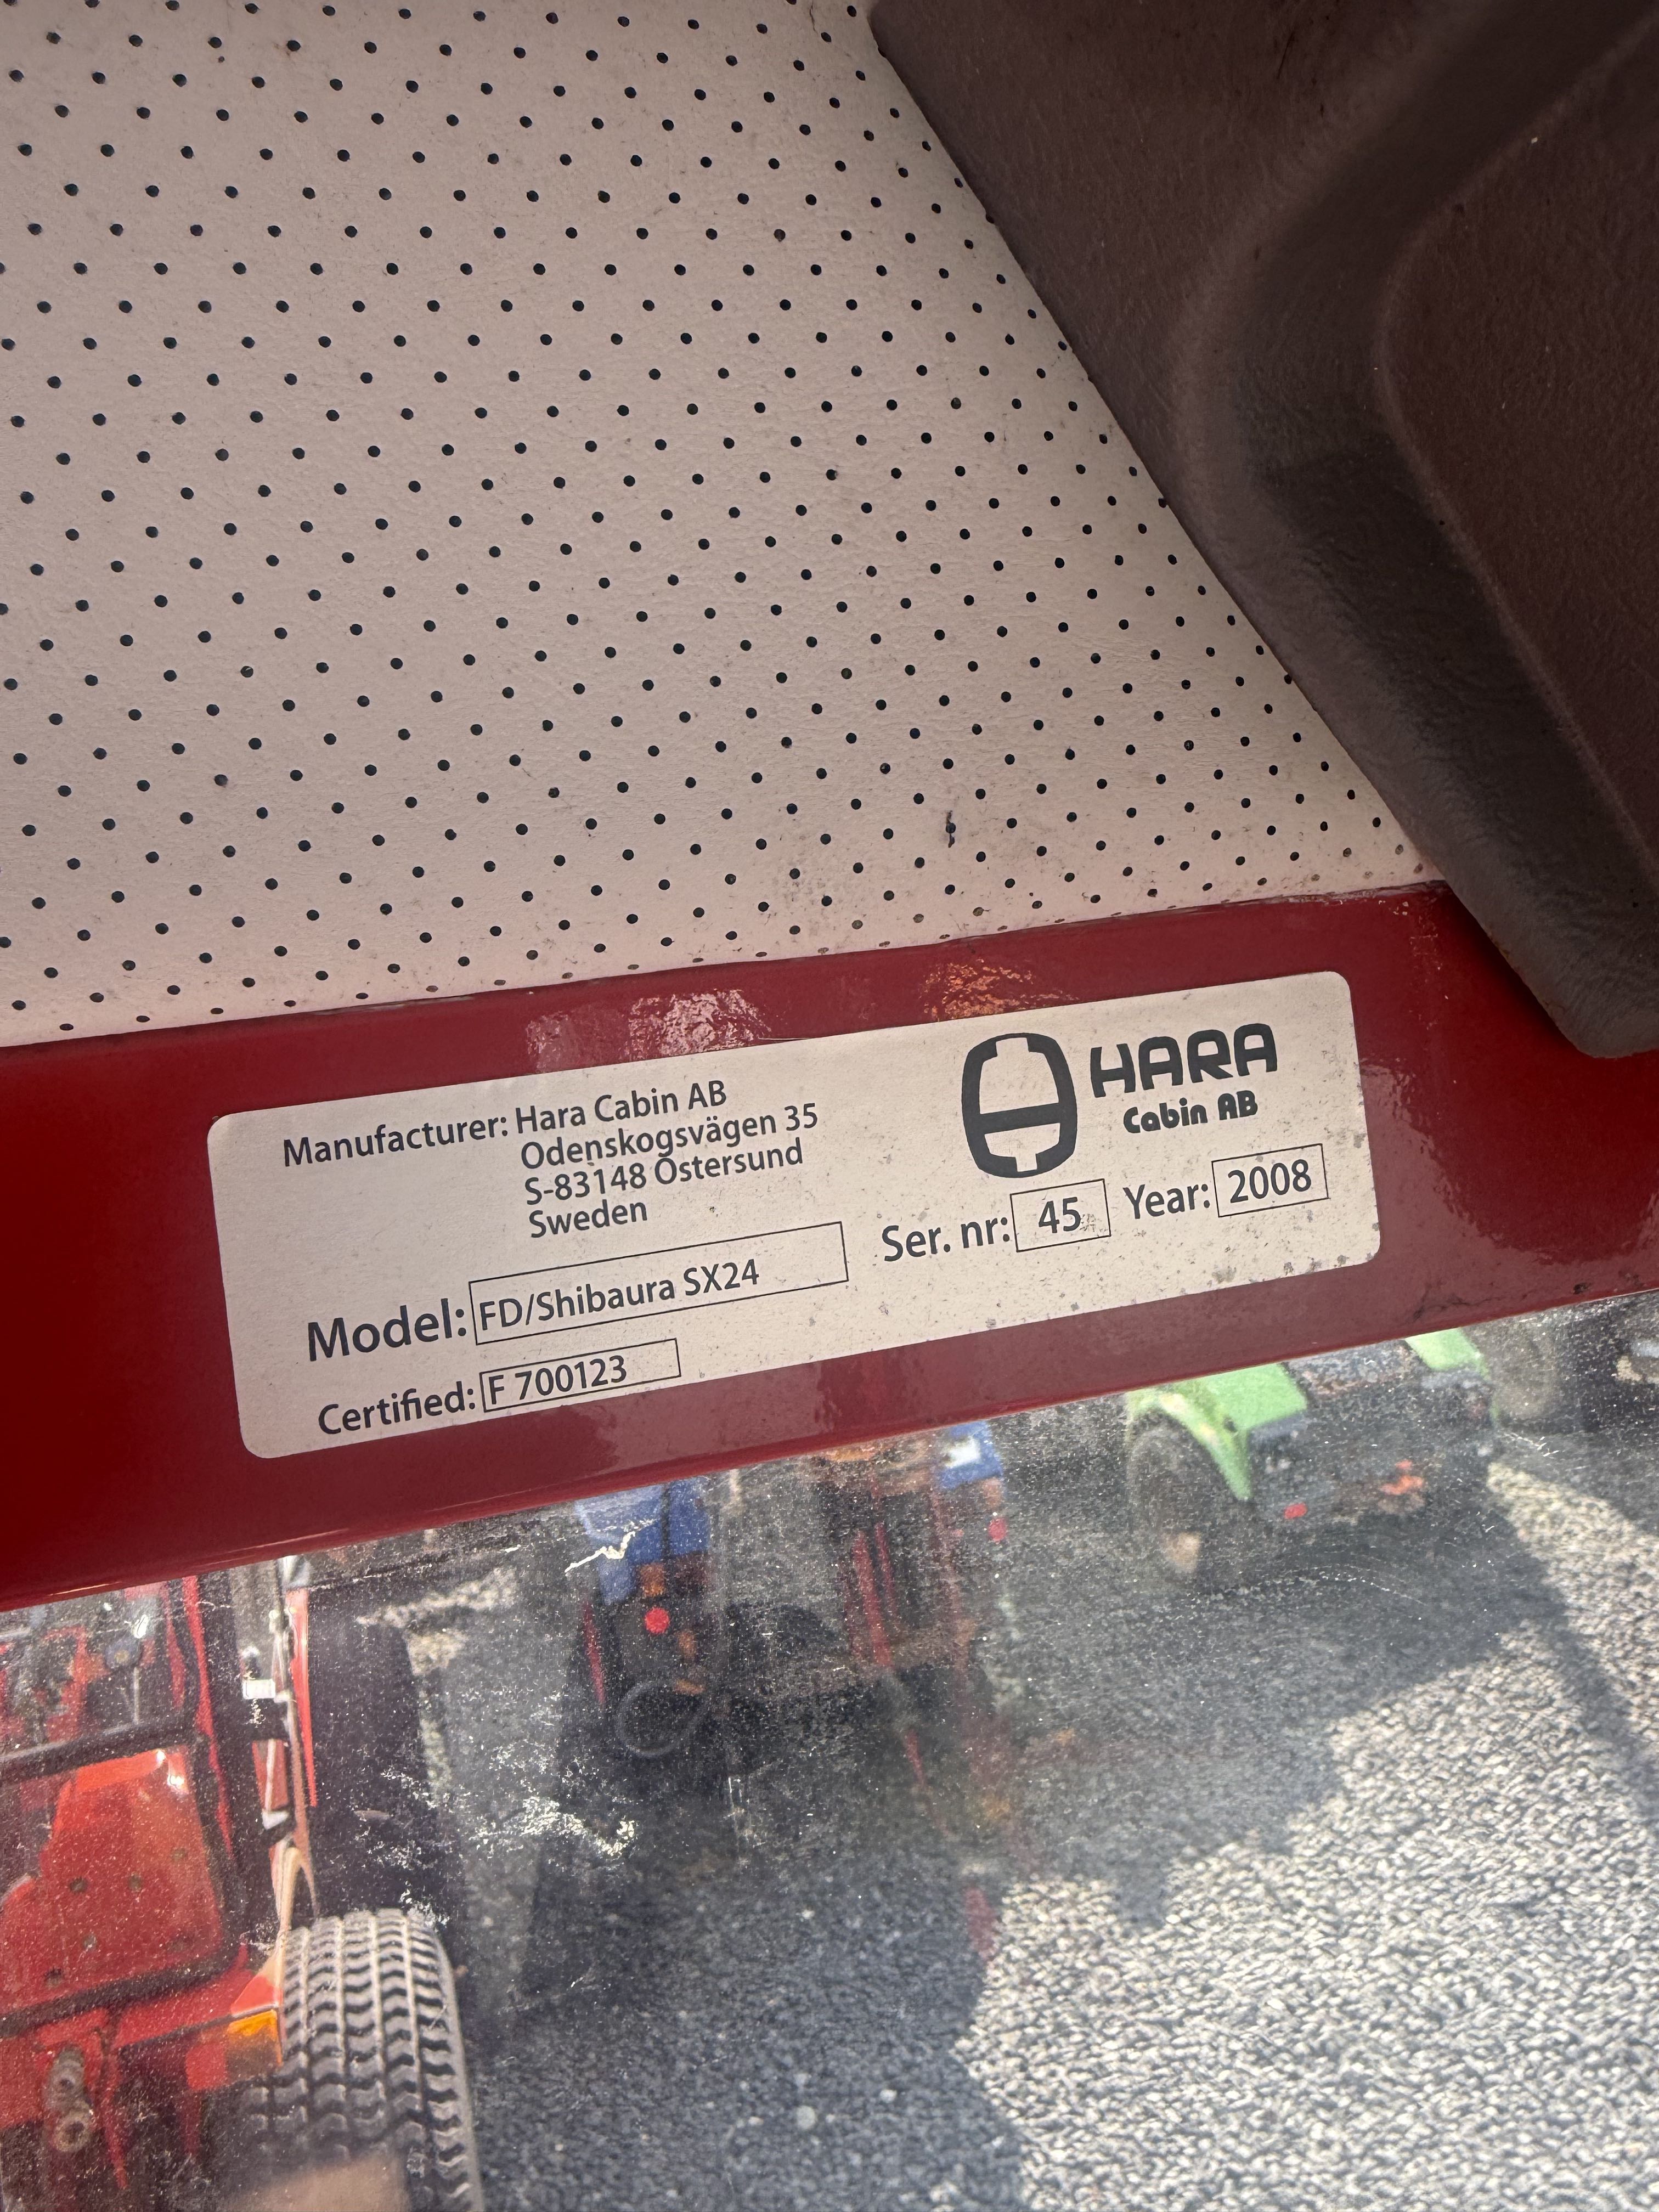 Manufacturer: Hara Cabin AB
Odenskogsvägen 35
S-83148 Östersund
Sweden
HARA
Cabin AB
Ser. nr: 45 Year: 2008
Model: FD/Shibaura SX24
Certified: F 700123